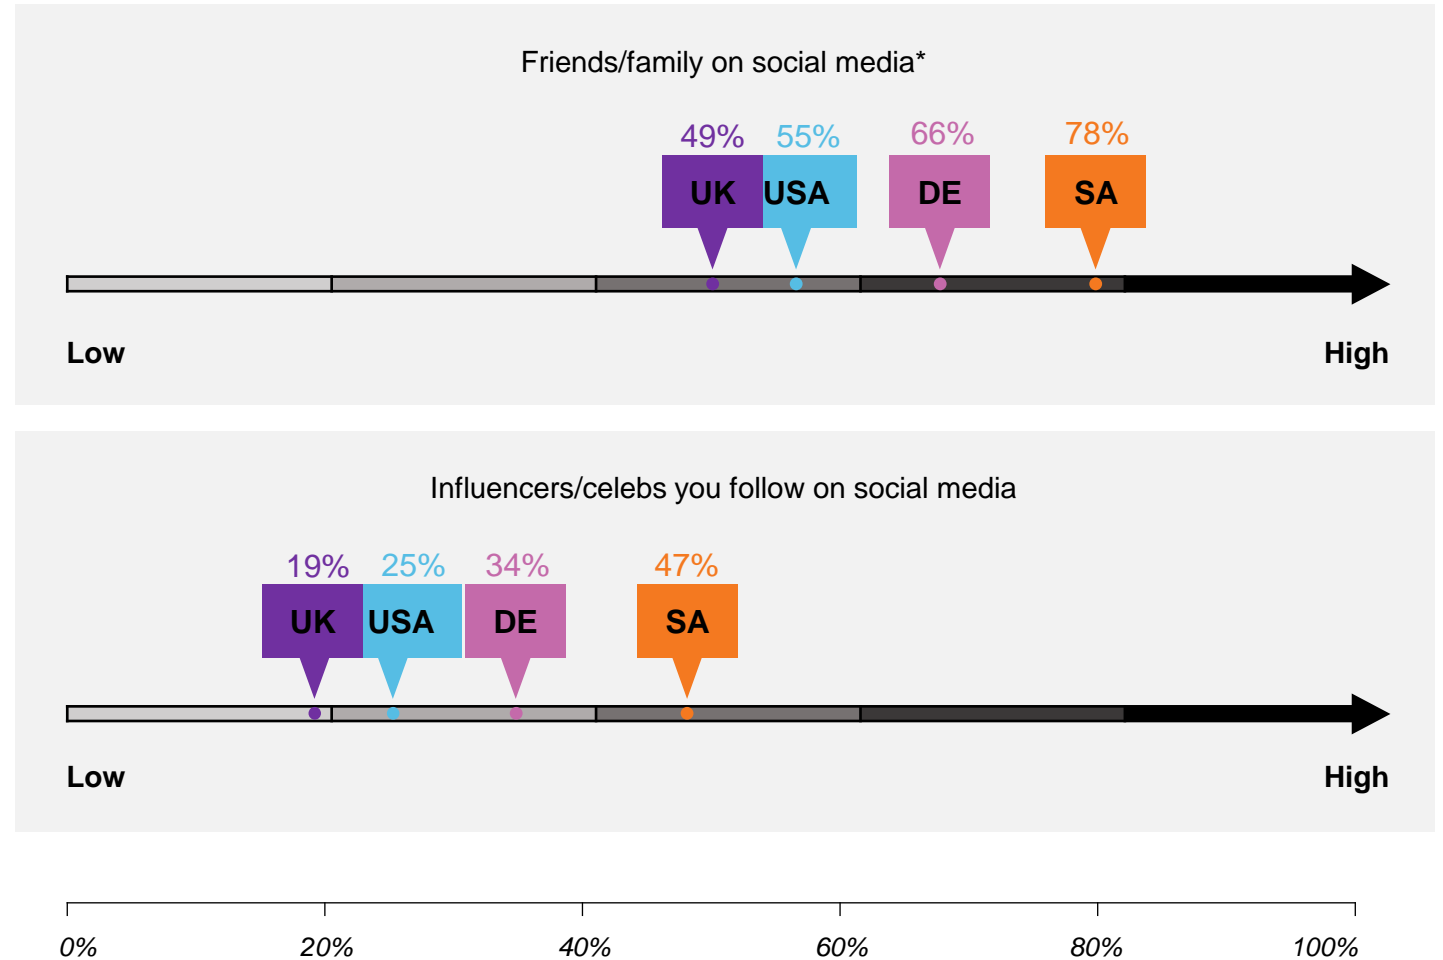 Friends/family on social media*
49% 55% 66% 78%
UK USA DE SA
Low High
Influencers/celebs you follow on social media
19% 25% 34% 47%
UK USA DE SA
Low High
0% 20% 40% 60% 80% 100%